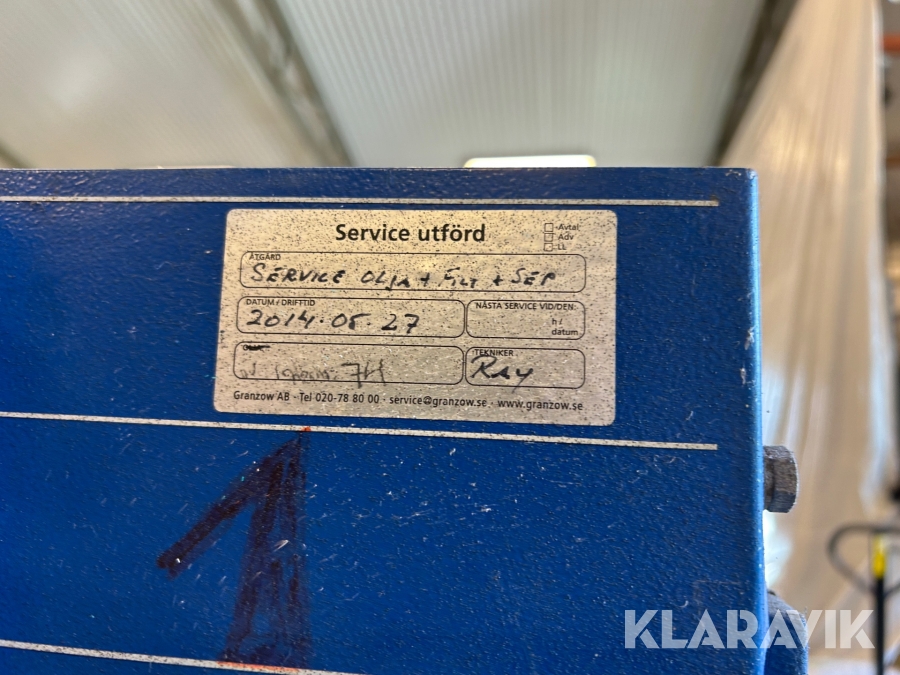 Service utförd
Avtal
Adv
LL
ÅTGÄRD
SERVICE OLJA + FILT + SEP
DATUM / DRIFTTID
2014-05-27
NÄSTA SERVICE VID/DEN:
h /
datum
TEKNIKER
RAY
Granzow AB · Tel 020-78 80 00 · service@granzow.se · www.granzow.se
1
KLARAVIK